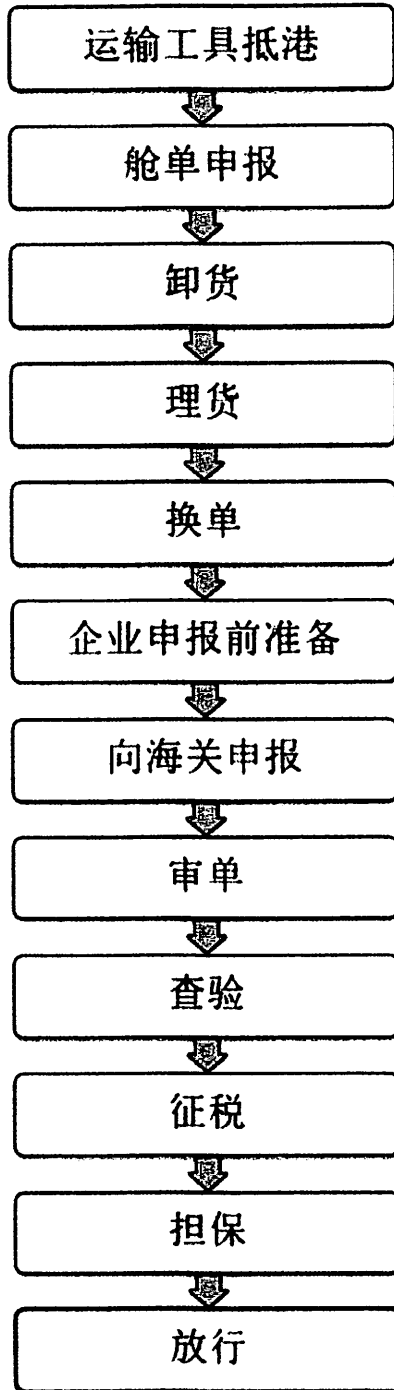 运输工具抵港
舱单申报
卸货
理货
换单
企业申报前准备
向海关申报
审单
查验
征税
担保
放行